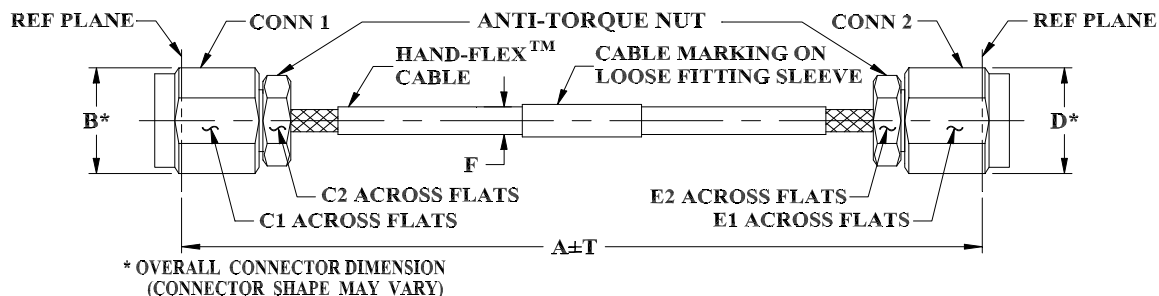 REF PLANE
CONN 1
ANTI-TORQUE NUT
CONN 2
REF PLANE
HAND-FLEX™
CABLE
CABLE MARKING ON
LOOSE FITTING SLEEVE
B*
D*
F
C2 ACROSS FLATS
C1 ACROSS FLATS
E2 ACROSS FLATS
E1 ACROSS FLATS
A±T
* OVERALL CONNECTOR DIMENSION
(CONNECTOR SHAPE MAY VARY)